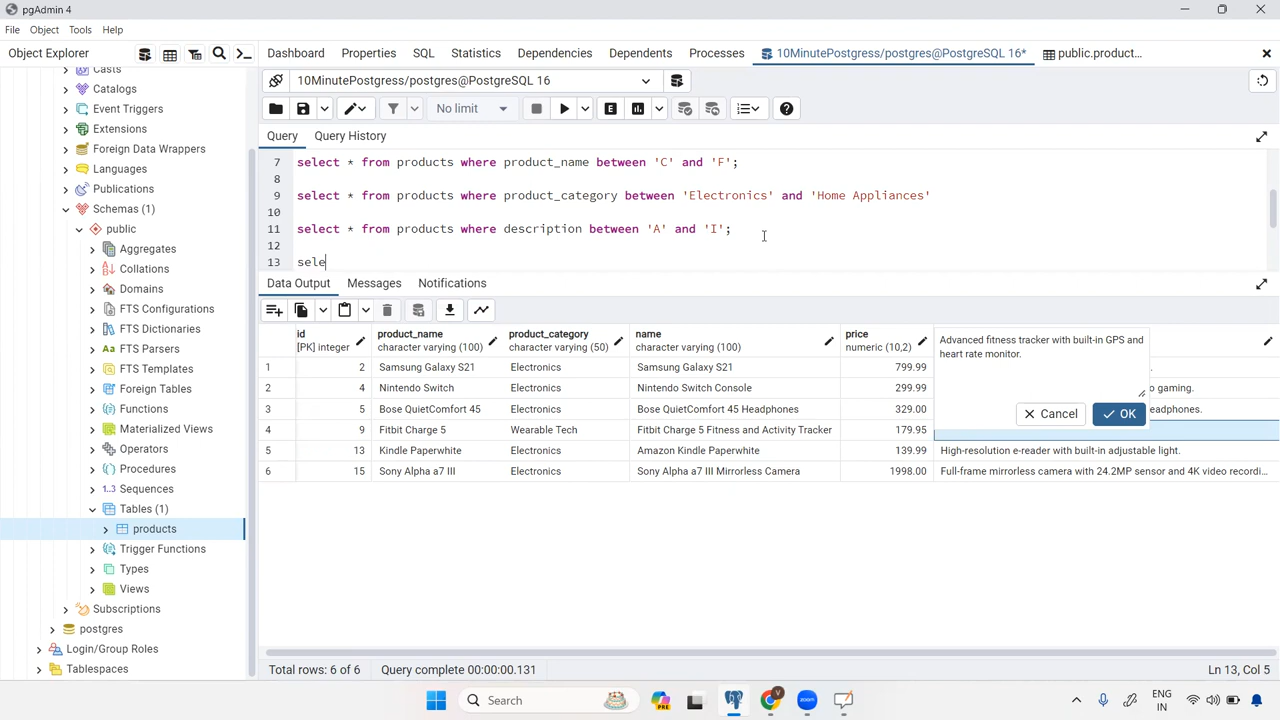 pgAdmin 4
File Object Tools Help
Object Explorer
Dashboard Properties SQL Statistics Dependencies Dependents Processes 10MinutePostgress/postgres@PostgreSQL 16* public.product...
10MinutePostgress/postgres@PostgreSQL 16
No limit
E
Query Query History
7 select * from products where product_name between 'C' and 'F';
8
9 select * from products where product_category between 'Electronics' and 'Home Appliances'
10
11 select * from products where description between 'A' and 'I';
12
13 sele
Casts
Catalogs
Event Triggers
Extensions
Foreign Data Wrappers
Languages
Publications
Schemas (1)
public
Aggregates
Collations
Domains
FTS Configurations
FTS Dictionaries
Aa FTS Parsers
FTS Templates
Foreign Tables
Functions
Materialized Views
Operators
Procedures
1..3 Sequences
Tables (1)
products
Trigger Functions
Types
Views
Subscriptions
postgres
Login/Group Roles
Tablespaces
Data Output Messages Notifications
id product_name product_category name price
[PK] integer character varying (100) character varying (50) character varying (100) numeric (10,2)
1 2 Samsung Galaxy S21 Electronics Samsung Galaxy S21 799.99
2 4 Nintendo Switch Electronics Nintendo Switch Console 299.99 o gaming.
3 5 Bose QuietComfort 45 Electronics Bose QuietComfort 45 Headphones 329.00 eadphones.
4 9 Fitbit Charge 5 Wearable Tech Fitbit Charge 5 Fitness and Activity Tracker 179.95
5 13 Kindle Paperwhite Electronics Amazon Kindle Paperwhite 139.99 High-resolution e-reader with built-in adjustable light.
6 15 Sony Alpha a7 III Electronics Sony Alpha a7 III Mirrorless Camera 1998.00 Full-frame mirrorless camera with 24.2MP sensor and 4K video recordi...
Advanced fitness tracker with built-in GPS and
heart rate monitor.
Cancel OK
Total rows: 6 of 6 Query complete 00:00:00.131 Ln 13, Col 5
Search
PRE
V
zoom
ENG
IN